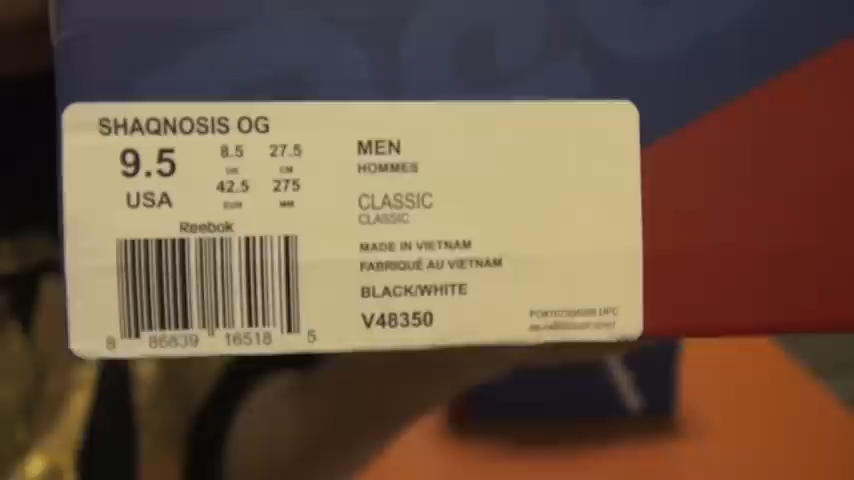 SHAQNOSIS OG
9.5
USA
8.5 27.5
UK CM
42.5 275
EUR MM
Reebok
8 86839 16518 5
MEN
HOMMES
CLASSIC
CLASSIC
MADE IN VIETNAM
FABRIQUÉ AU VIETNAM
BLACK/WHITE
V48350
UPC